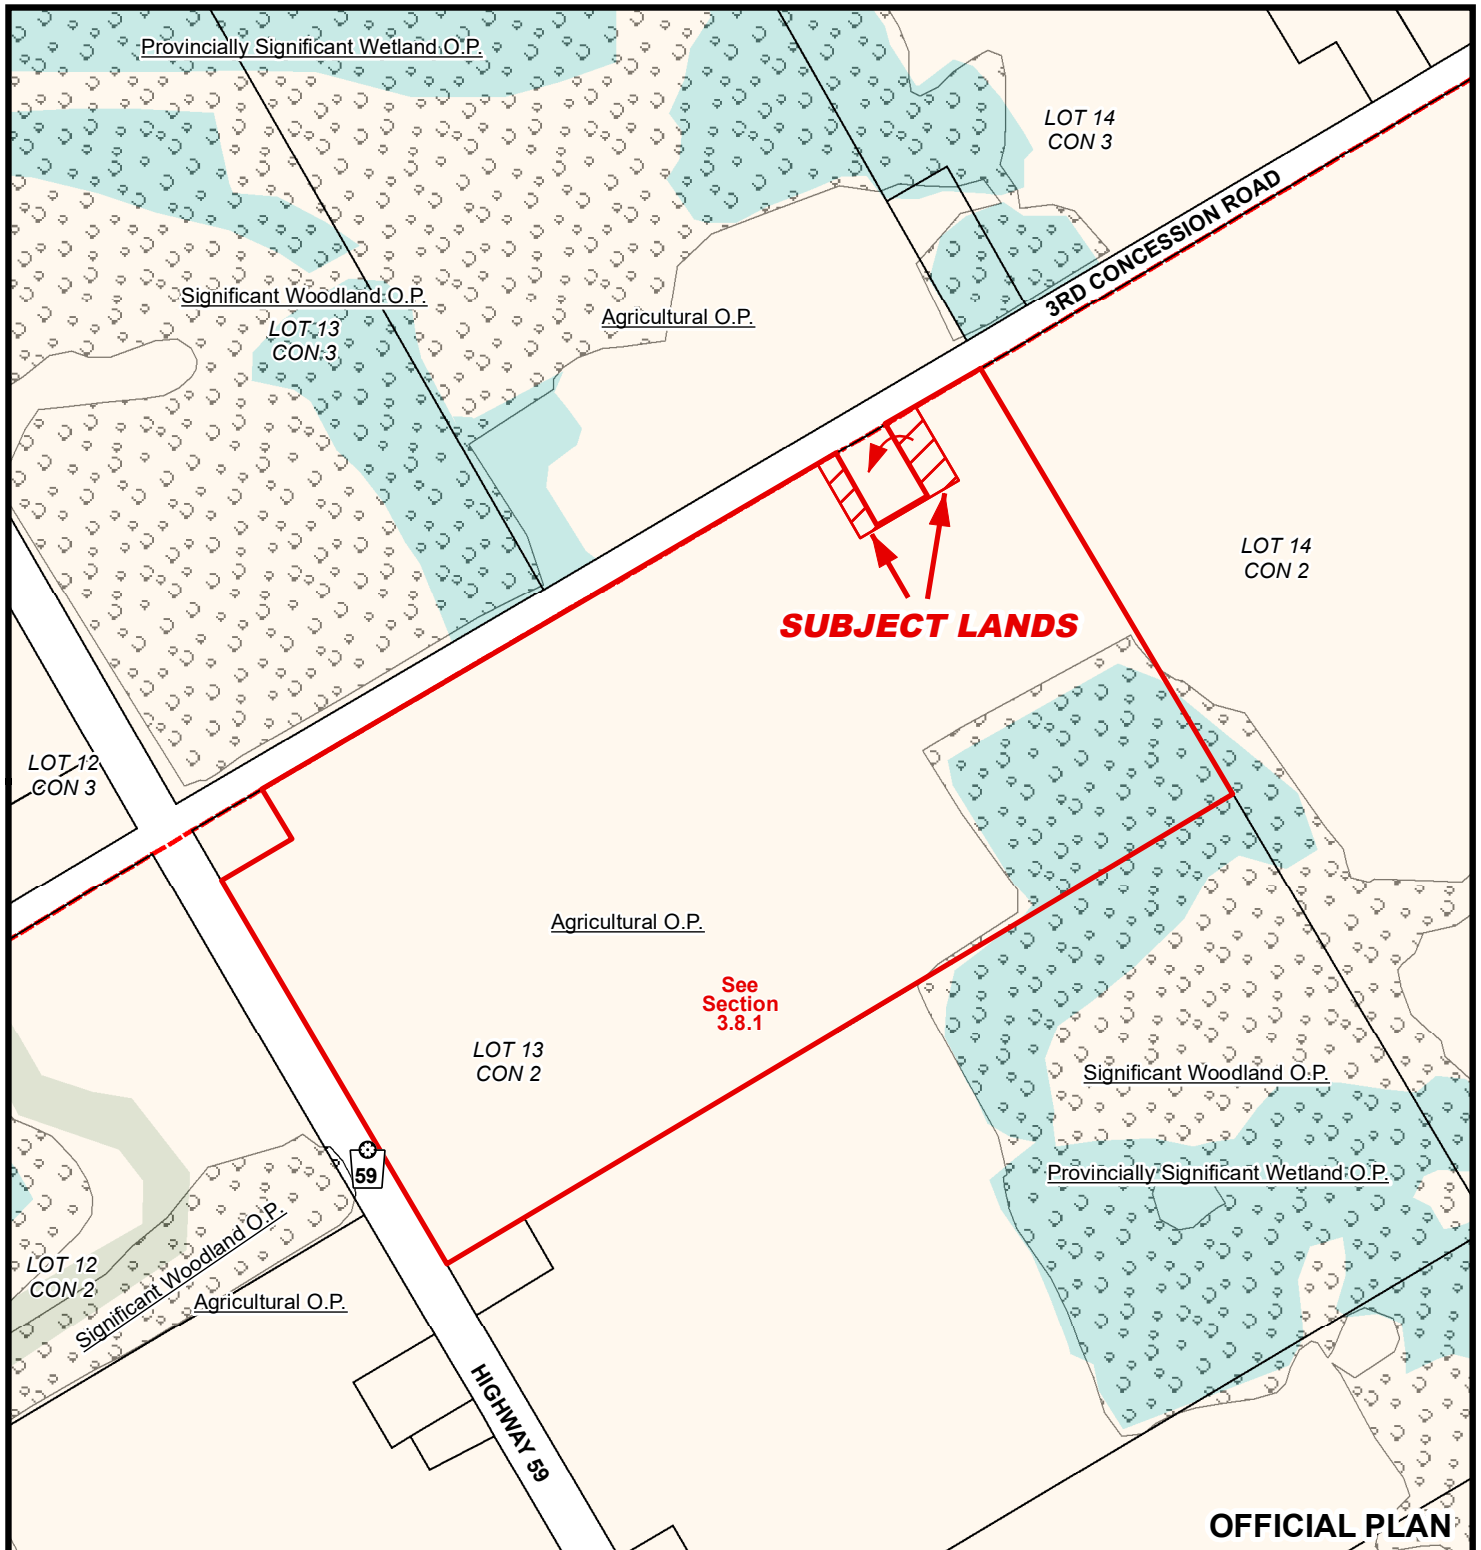 Provincially Significant Wetland O.P.
LOT 14
CON 3
3RD CONCESSION ROAD
Significant Woodland O.P.
LOT 13
CON 3
Agricultural O.P.
LOT 14
CON 2
SUBJECT LANDS
LOT 12
CON 3
Agricultural O.P.
See
Section
3.8.1
LOT 13
CON 2
Significant Woodland O.P.
59
Provincially Significant Wetland O.P.
Significant Woodland O.P.
LOT 12
CON 2
Agricultural O.P.
HIGHWAY 59
OFFICIAL PLAN